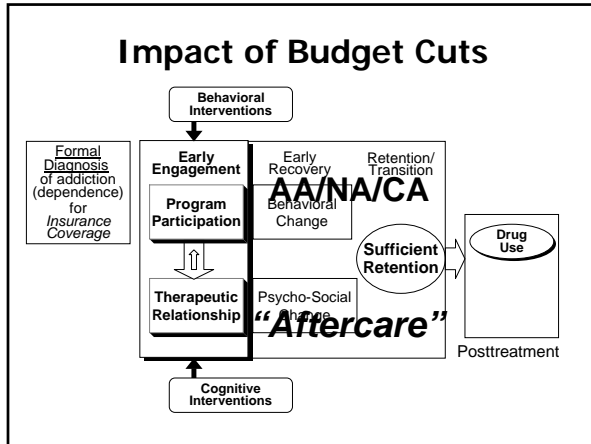 Impact of Budget Cuts
Behavioral
Interventions
Formal
Diagnosis
of addiction
(dependence)
for
Insurance
Coverage
Early
Engagement
Program
Participation
Therapeutic
Relationship
Early
Recovery
Retention/
Transition
AA/NA/CA
Behavioral
Change
Sufficient
Retention
Psycho-Social
Change
“Aftercare”
Drug
Use
Posttreatment
Cognitive
Interventions